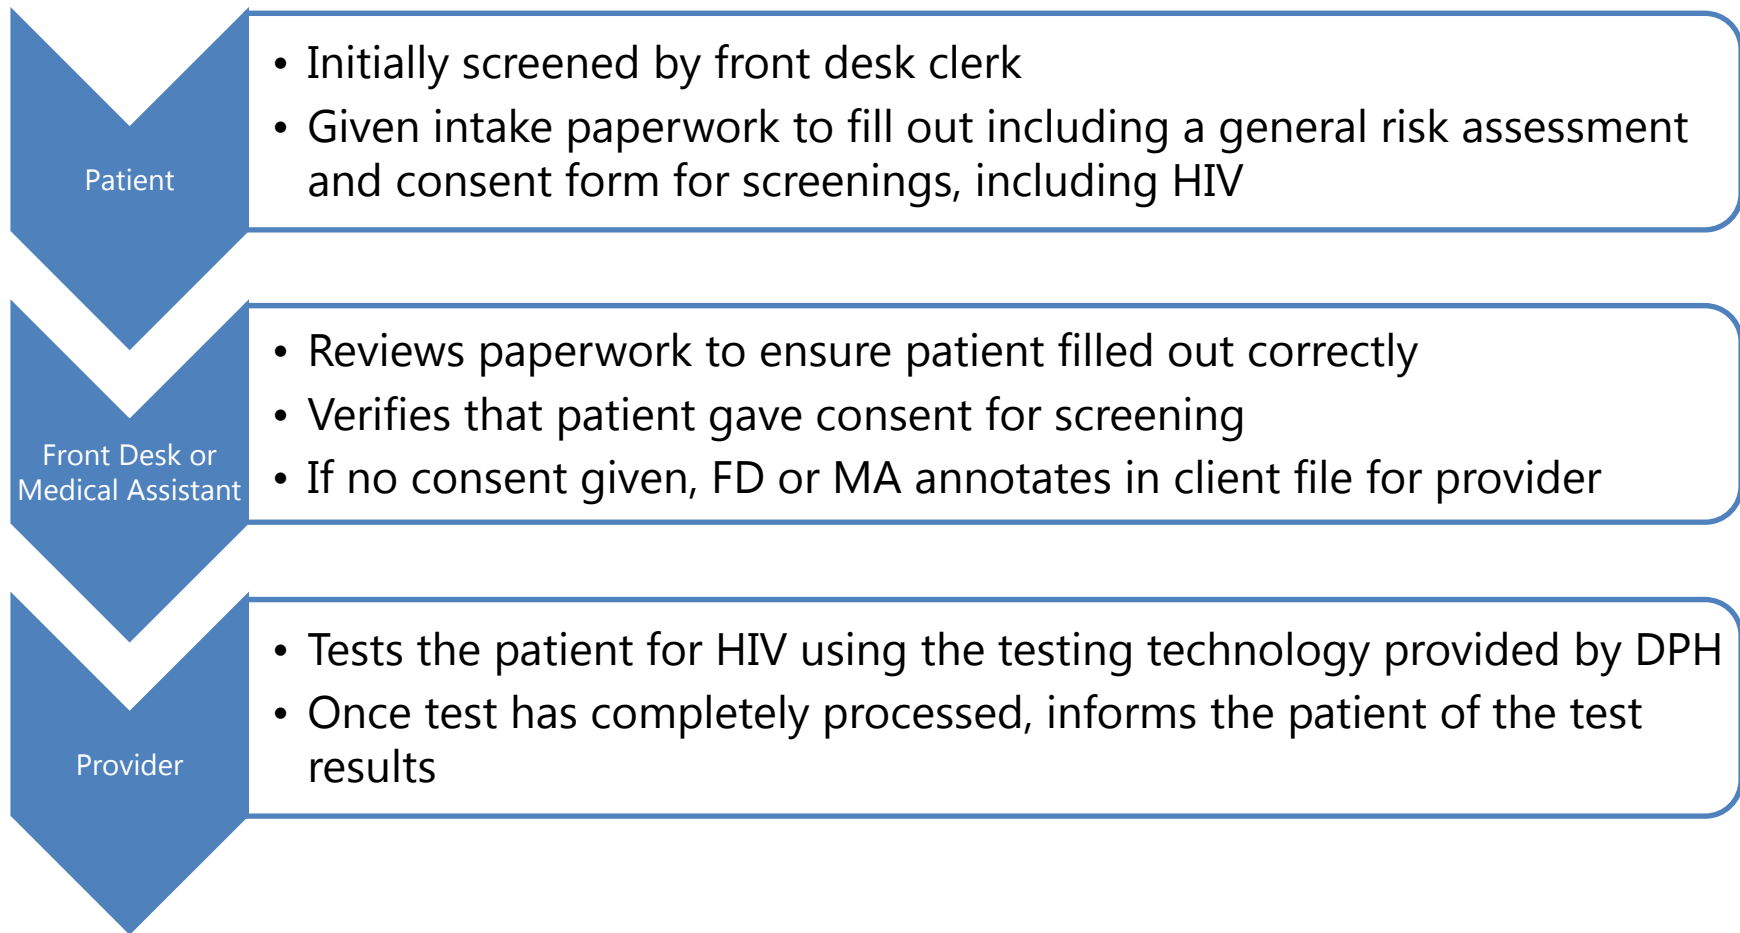 Patient
• Initially screened by front desk clerk
• Given intake paperwork to fill out including a general risk assessment
and consent form for screenings, including HIV
Front Desk or
Medical Assistant
• Reviews paperwork to ensure patient filled out correctly
• Verifies that patient gave consent for screening
• If no consent given, FD or MA annotates in client file for provider
Provider
• Tests the patient for HIV using the testing technology provided by DPH
• Once test has completely processed, informs the patient of the test
results